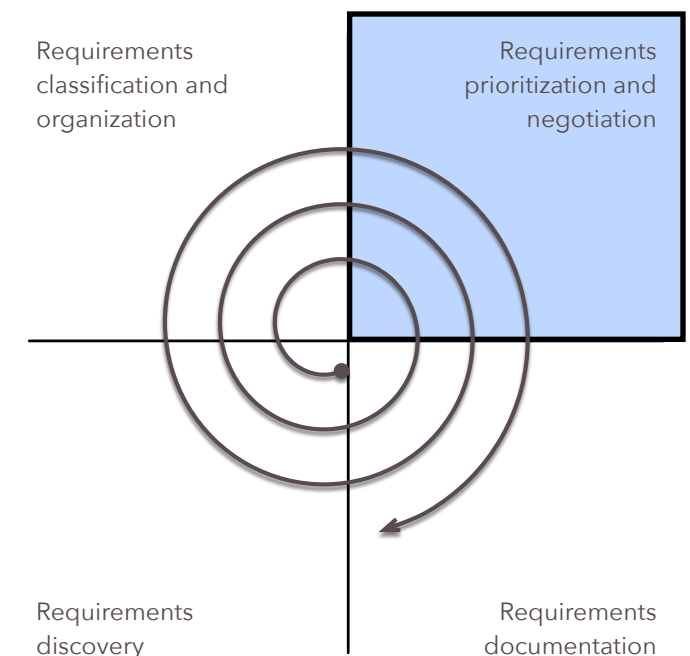 Requirements
classification and
organization
Requirements
prioritization and
negotiation
Requirements
discovery
Requirements
documentation